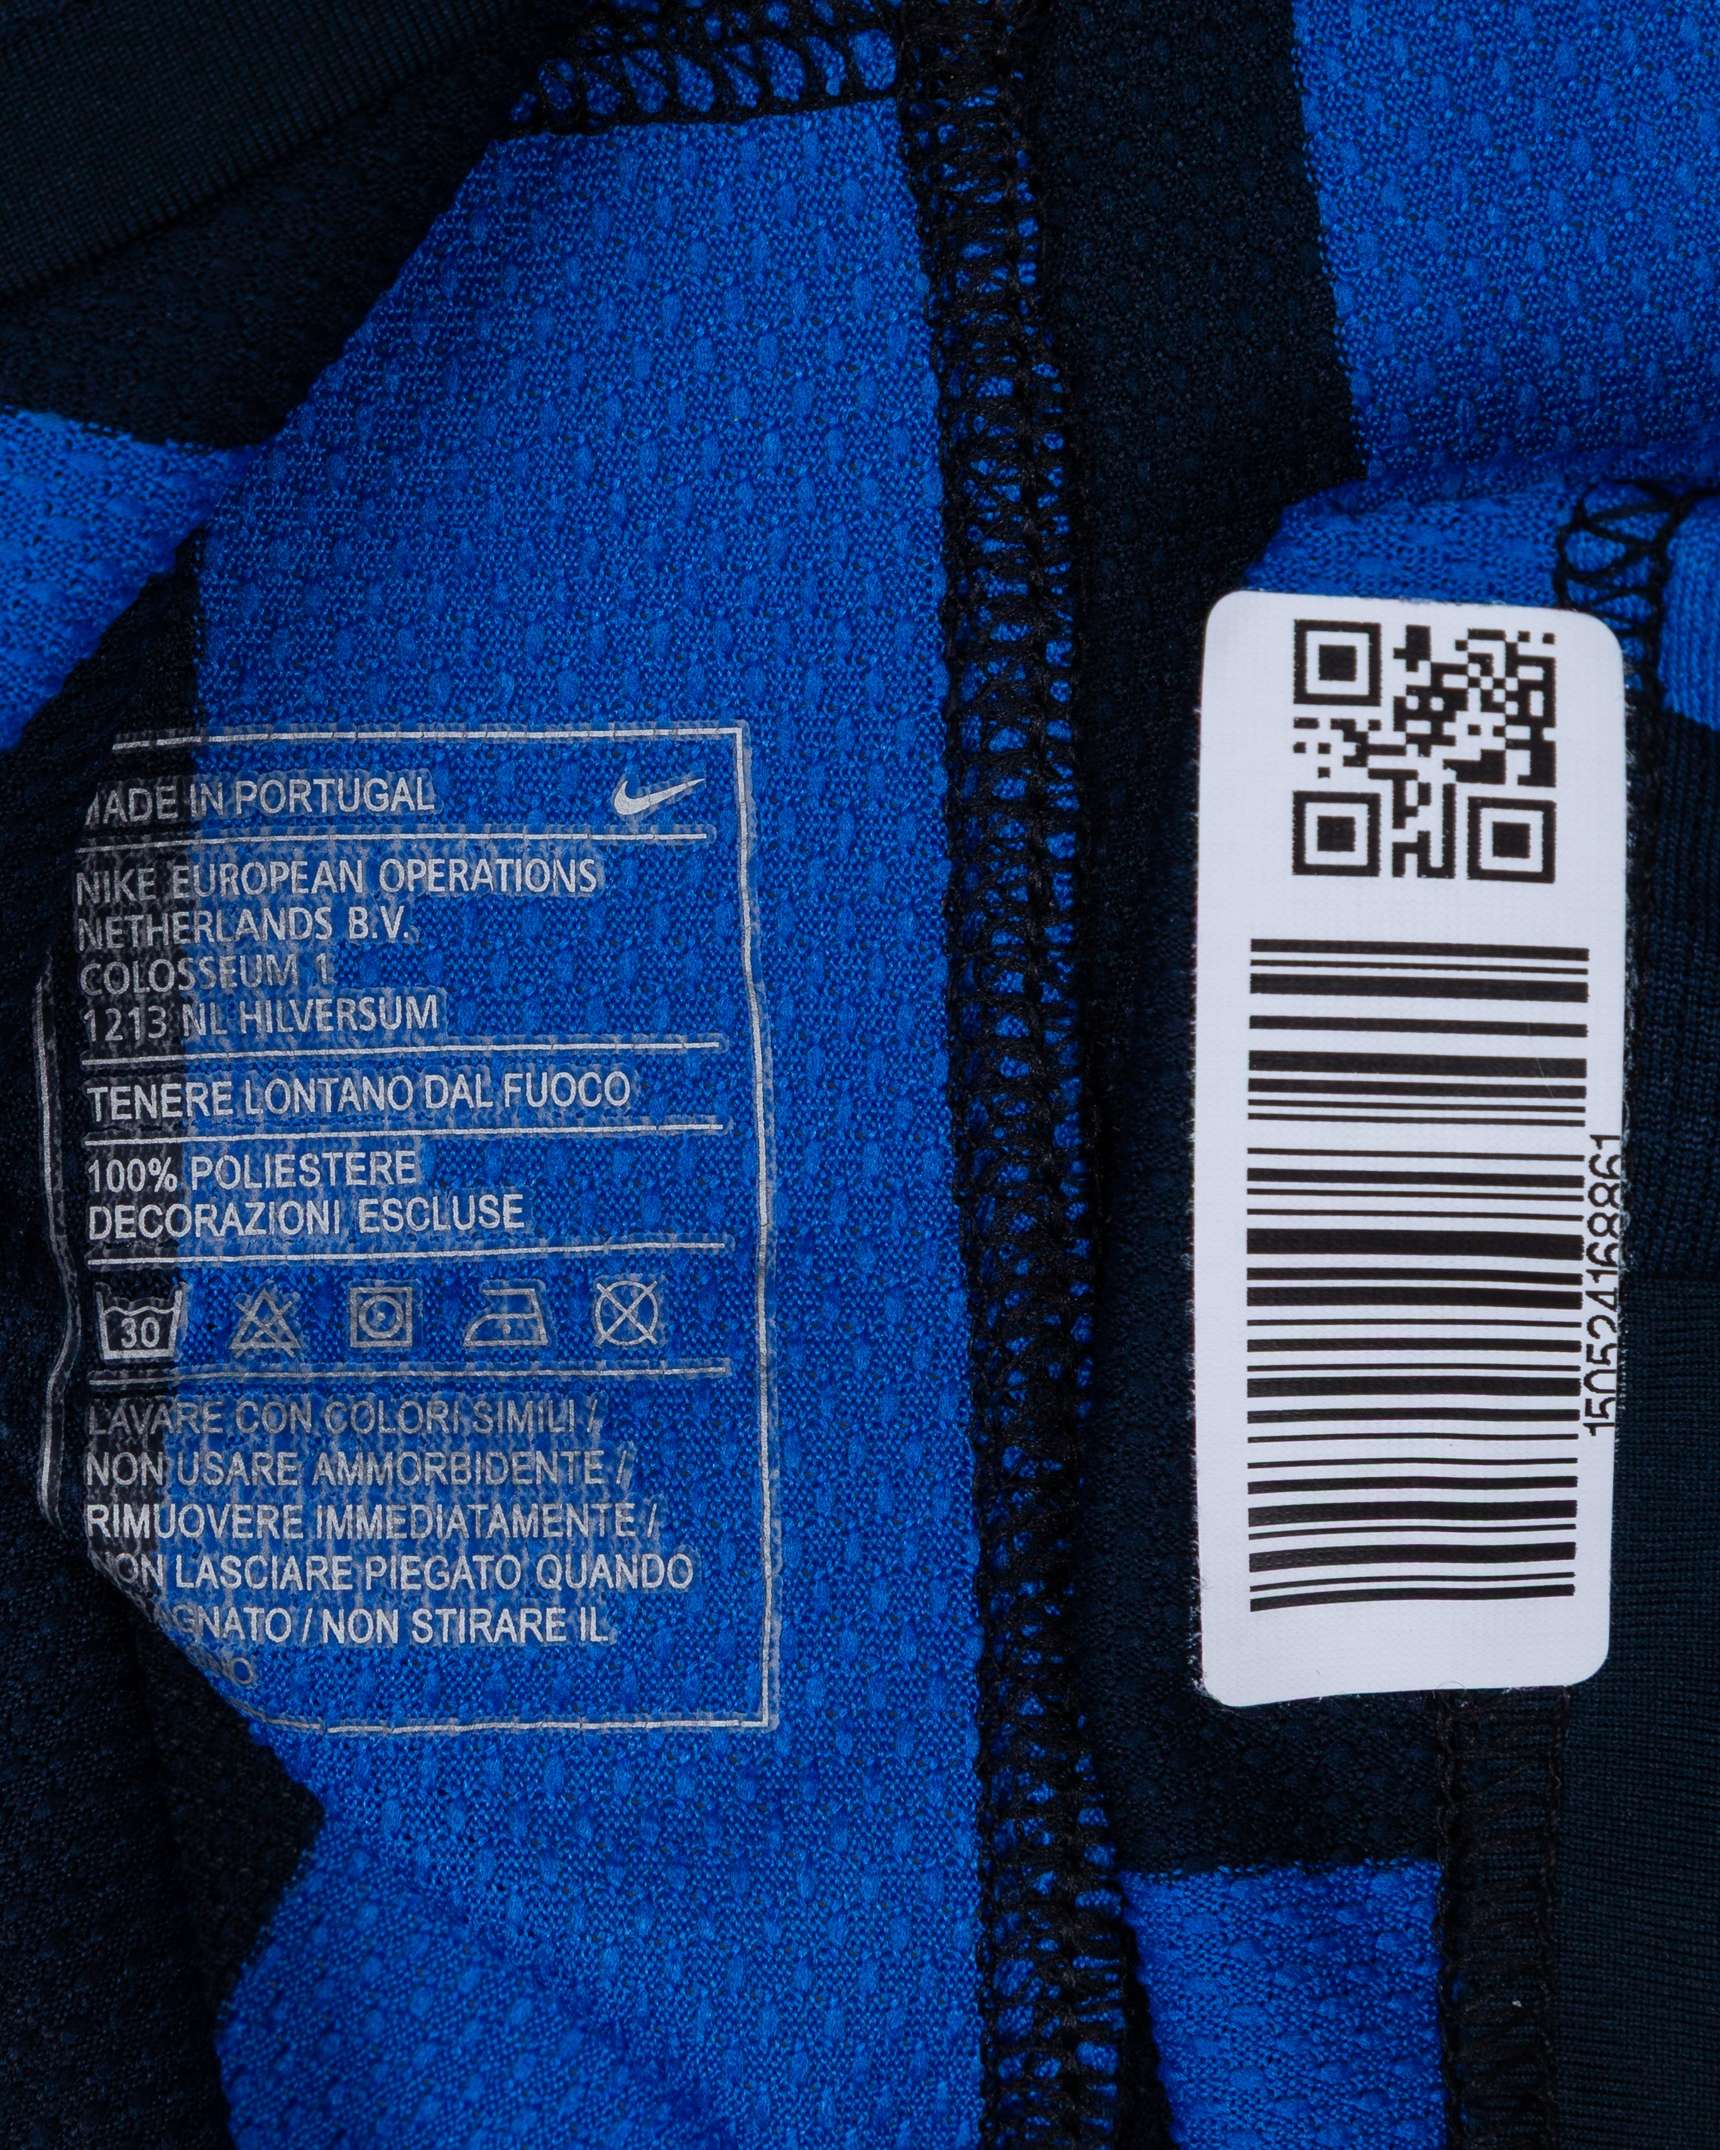 MADE IN PORTUGAL
NIKE EUROPEAN OPERATIONS
NETHERLANDS B.V.
COLOSSEUM 1
1213 NL HILVERSUM
TENERE LONTANO DAL FUOCO
100% POLIESTERE
DECORAZIONI ESCLUSE
30
LAVARE CON COLORI SIMILI /
NON USARE AMMORBIDENTE /
RIMUOVERE IMMEDIATAMENTE /
NON LASCIARE PIEGATO QUANDO
/ NON STIRARE IL
150524168861